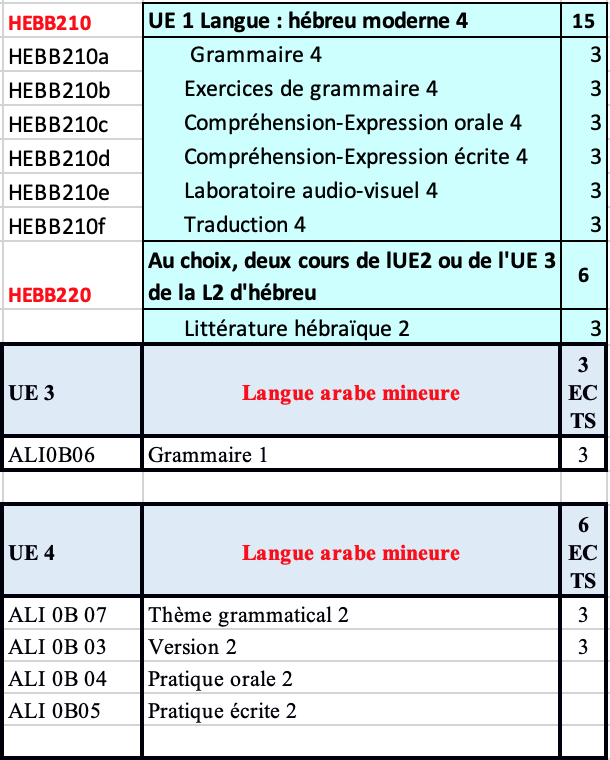 HEBB210 UE 1 Langue : hébreu moderne 4 15
HEBB210a Grammaire 4 3
HEBB210b Exercices de grammaire 4 3
HEBB210c Compréhension-Expression orale 4 3
HEBB210d Compréhension-Expression écrite 4 3
HEBB210e Laboratoire audio-visuel 4 3
HEBB210f Traduction 4 3
HEBB220 Au choix, deux cours de lUE2 ou de l'UE 3 6
de la L2 d'hébreu
Littérature hébraïque 2 3
UE 3 Langue arabe mineure 3
EC
TS
ALI0B06 Grammaire 1 3
UE 4 Langue arabe mineure 6
EC
TS
ALI 0B 07 Thème grammatical 2 3
ALI 0B 03 Version 2 3
ALI 0B 04 Pratique orale 2
ALI 0B05 Pratique écrite 2